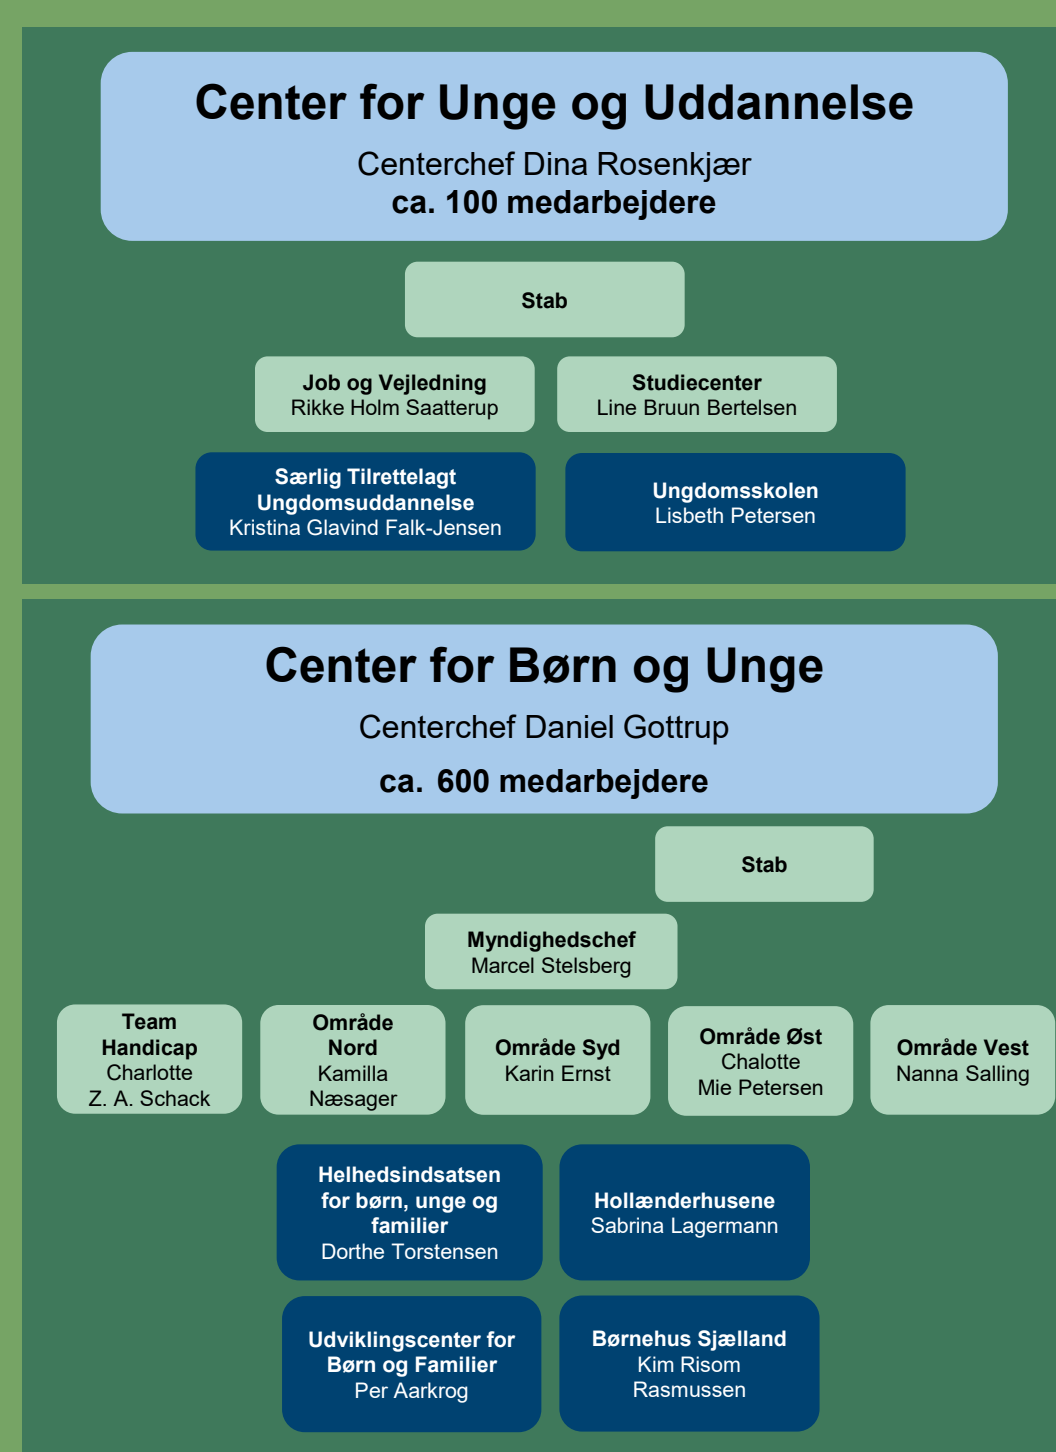 Center for Unge og Uddannelse
Centerchef Dina Rosenkjær
ca. 100 medarbejdere
Stab
Job og Vejledning
Rikke Holm Saatterup
Studiecenter
Line Bruun Bertelsen
Særlig Tilrettelagt
Ungdomsuddannelse
Kristina Glavind Falk-Jensen
Ungdomsskolen
Lisbeth Petersen
Center for Børn og Unge
Centerchef Daniel Gottrup
ca. 600 medarbejdere
Stab
Myndighedschef
Marcel Stelsberg
Team
Handicap
Charlotte
Z. A. Schack
Område
Nord
Kamilla
Næsager
Område Syd
Karin Ernst
Område Øst
Chalotte
Mie Petersen
Område Vest
Nanna Salling
Helhedsindsatsen
for børn, unge og
familier
Dorthe Torstensen
Hollænderhusene
Sabrina Lagermann
Udviklingscenter for
Børn og Familier
Per Aarkrog
Børnehus Sjælland
Kim Risom
Rasmussen